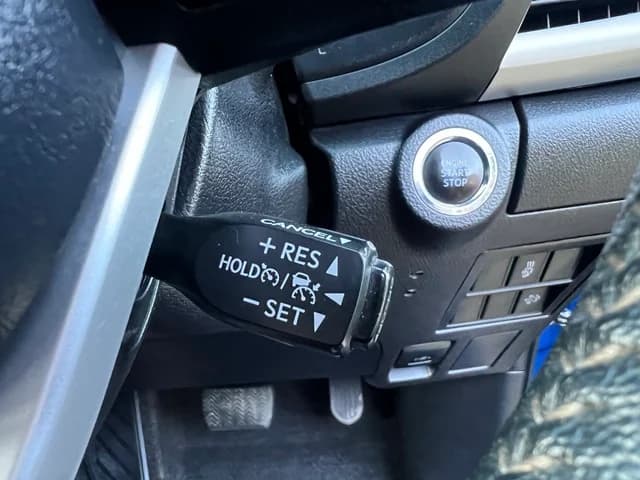 L
ENGINE
START
STOP
CANCEL▼
+ RES ▲
HOLD /
− SET ▼